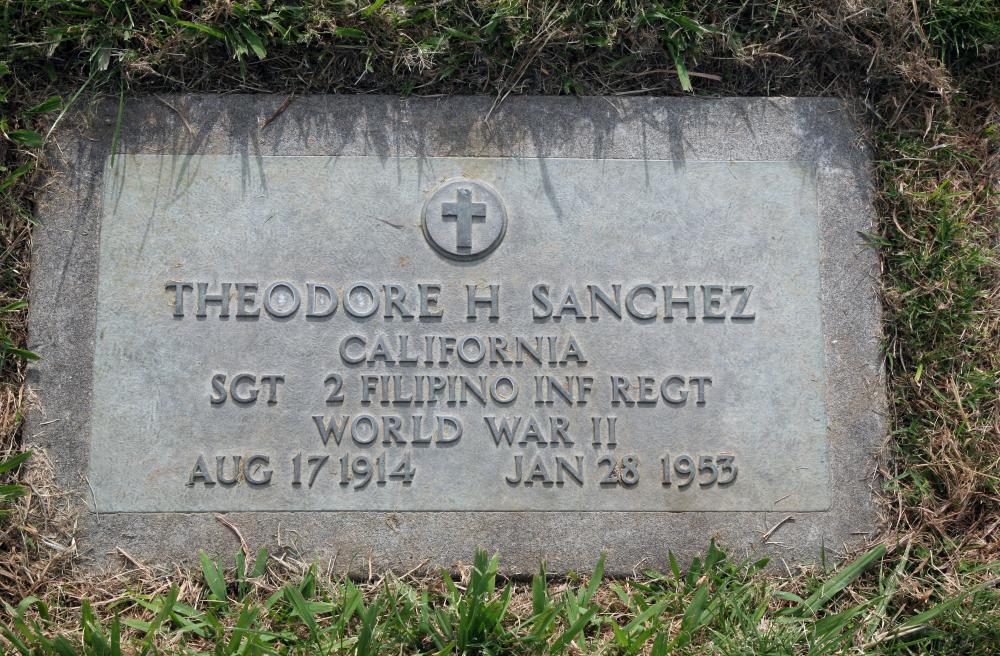 THEODORE H SANCHEZ
CALIFORNIA
SGT 2 FILIPINO INF REGT
WORLD WAR II
AUG 17 1914 JAN 28 1953